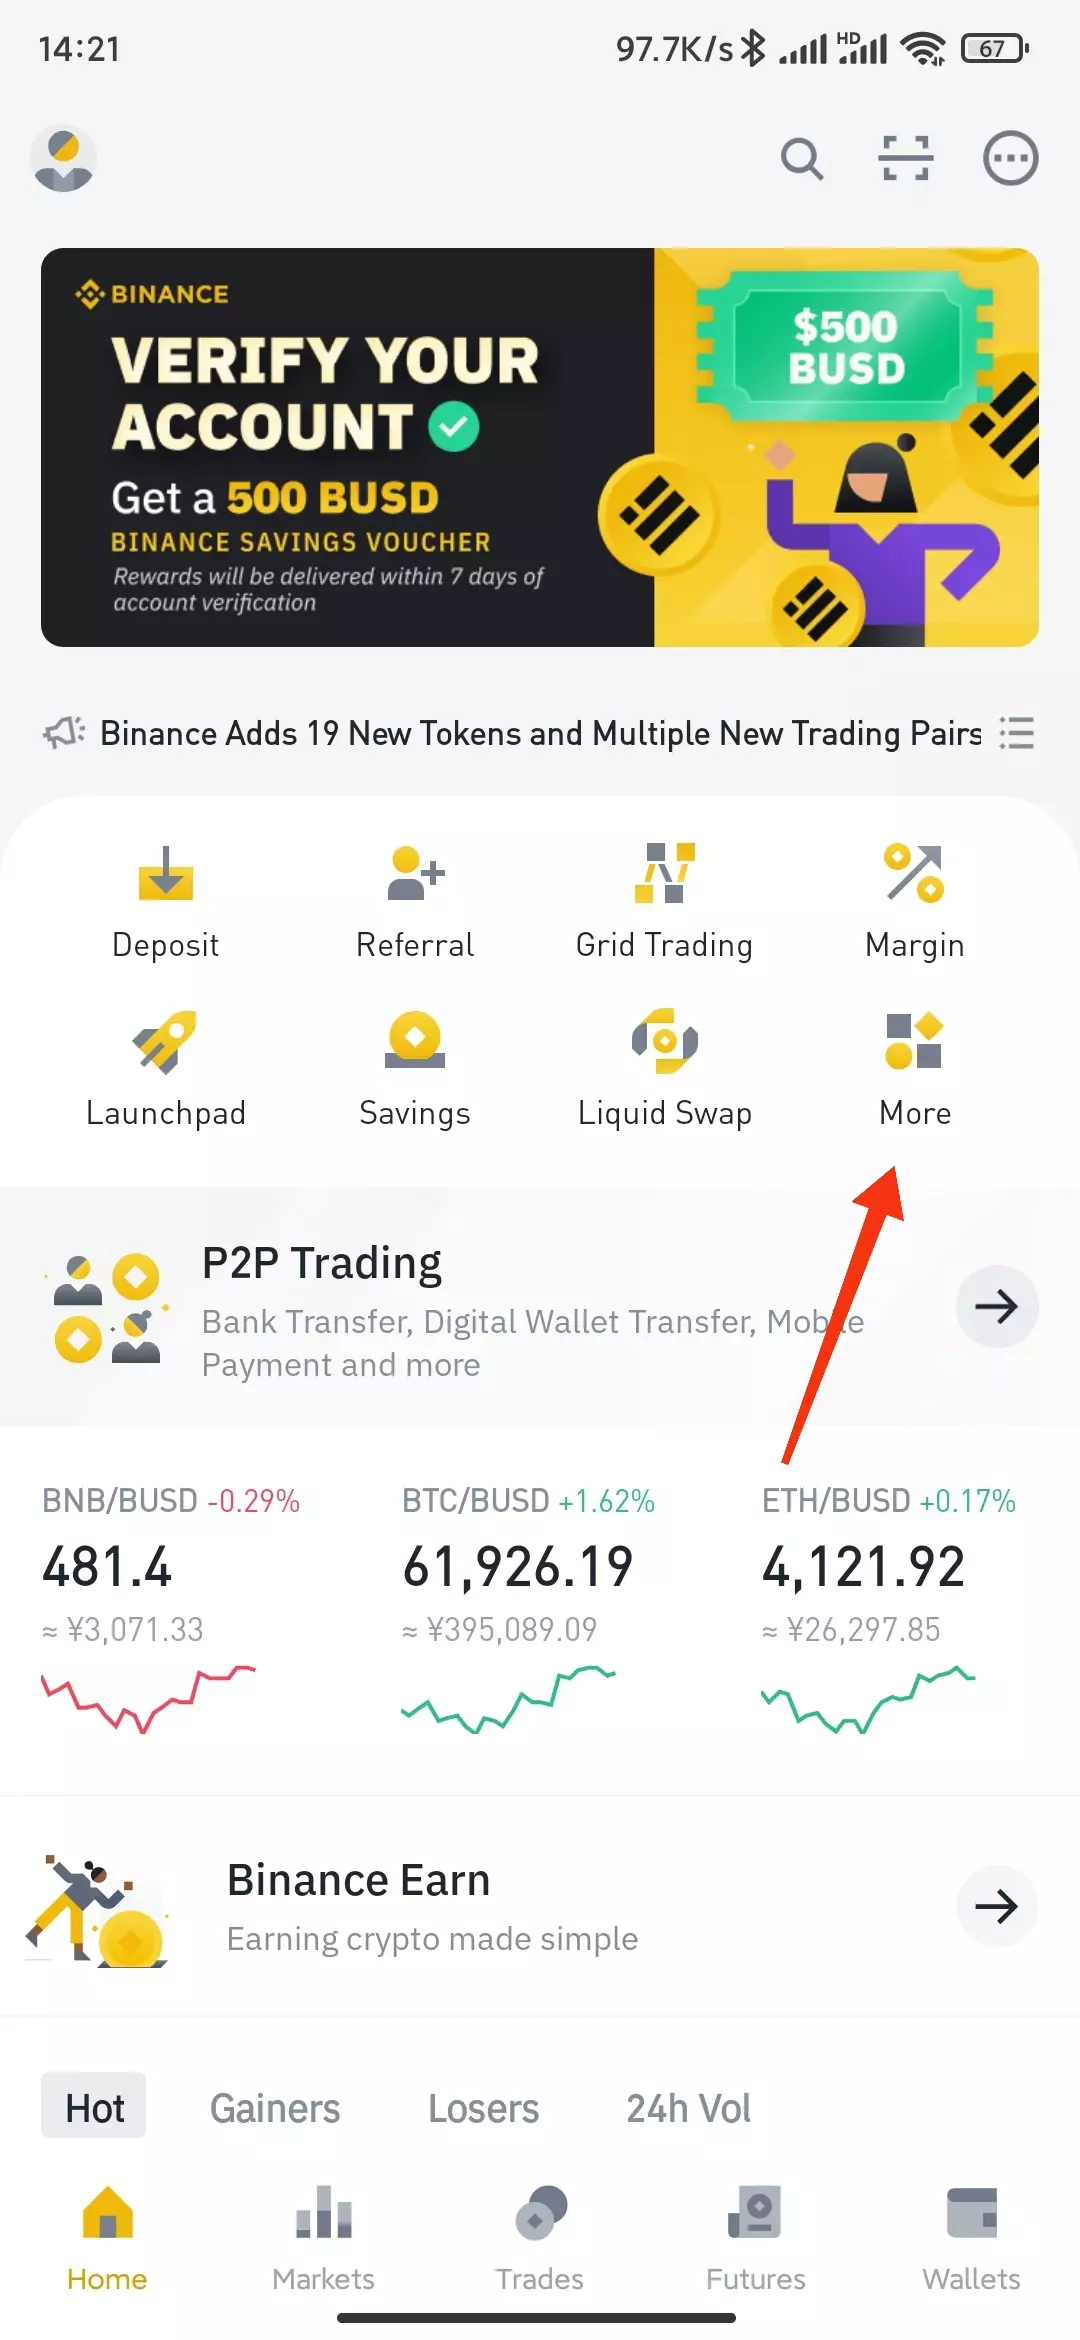 14:21
97.7K/s
HD
67
BINANCE
VERIFY YOUR
ACCOUNT
Get a 500 BUSD
BINANCE SAVINGS VOUCHER
Rewards will be delivered within 7 days of
account verification
$500
BUSD
Binance Adds 19 New Tokens and Multiple New Trading Pairs
Deposit
Referral
Grid Trading
Margin
Launchpad
Savings
Liquid Swap
More
P2P Trading
Bank Transfer, Digital Wallet Transfer, Mobile
Payment and more
BNB/BUSD -0.29%
481.4
≈ ¥3,071.33
BTC/BUSD +1.62%
61,926.19
≈ ¥395,089.09
ETH/BUSD +0.17%
4,121.92
≈ ¥26,297.85
Binance Earn
Earning crypto made simple
Hot
Gainers
Losers
24h Vol
Home
Markets
Trades
Futures
Wallets